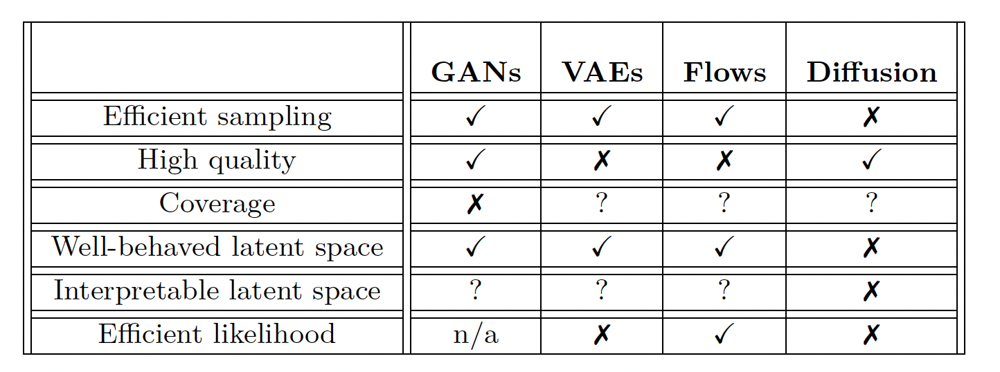 GANs VAEs Flows Diffusion
Efficient sampling ✓ ✓ ✓ ✗
High quality ✓ ✗ ✗ ✓
Coverage ✗ ? ? ?
Well-behaved latent space ✓ ✓ ✓ ✗
Interpretable latent space ? ? ? ✗
Efficient likelihood n/a ✗ ✓ ✗